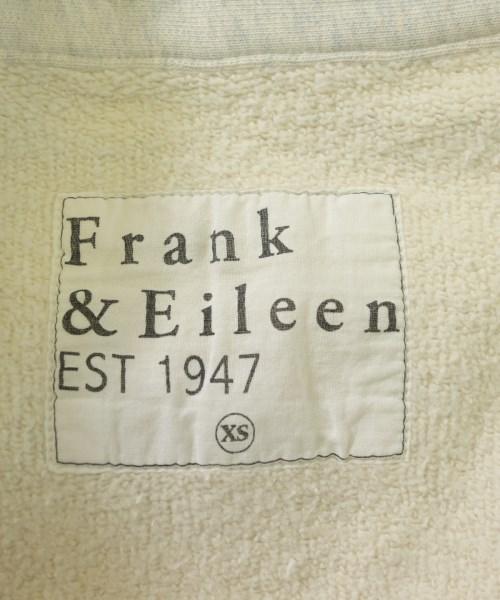 Frank
& Eileen
EST 1947
XS